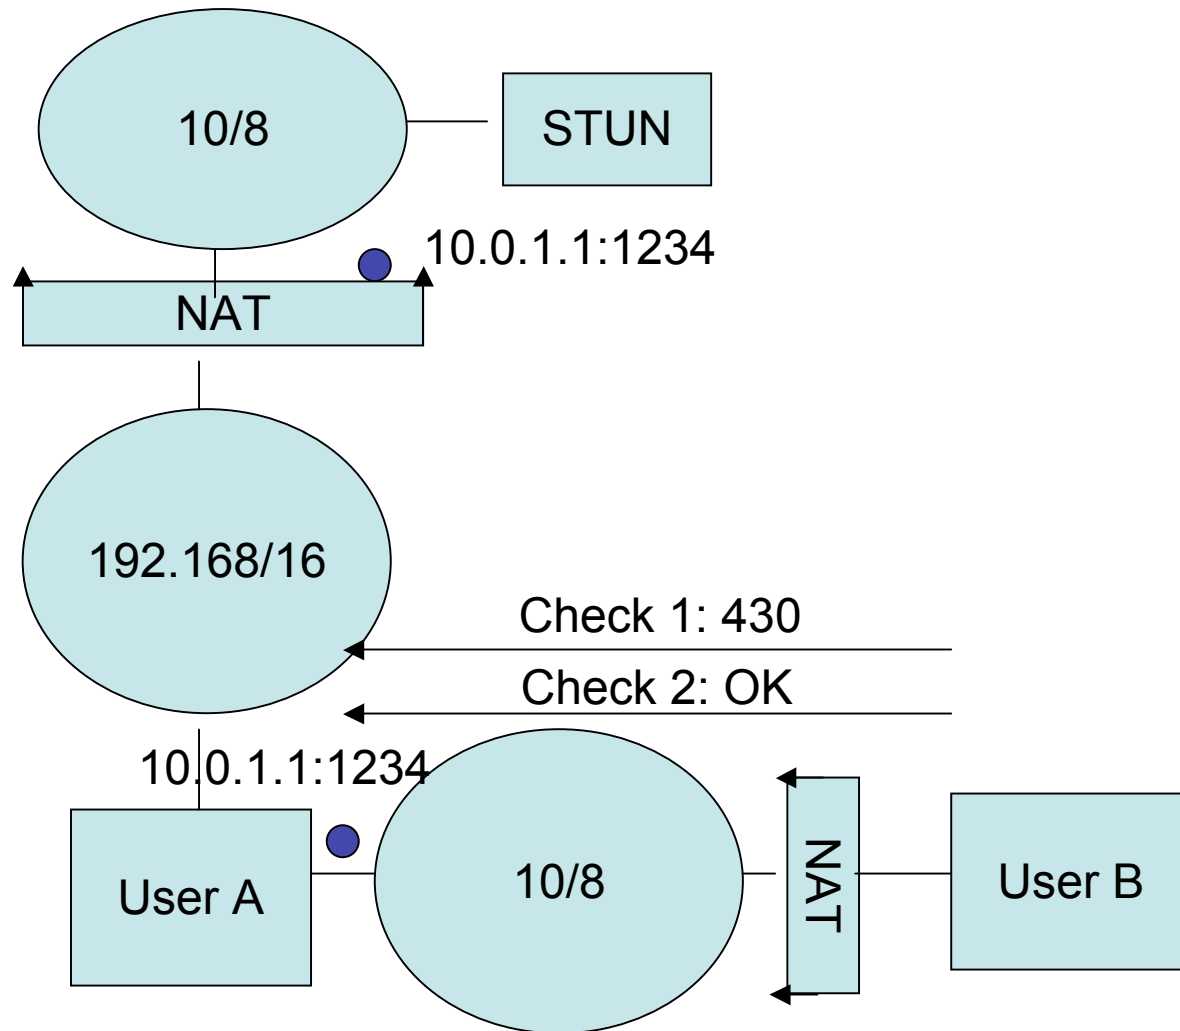 10/8
STUN
10.0.1.1:1234
NAT
192.168/16
Check 1: 430
Check 2: OK
10.0.1.1:1234
User A
10/8
NAT
User B